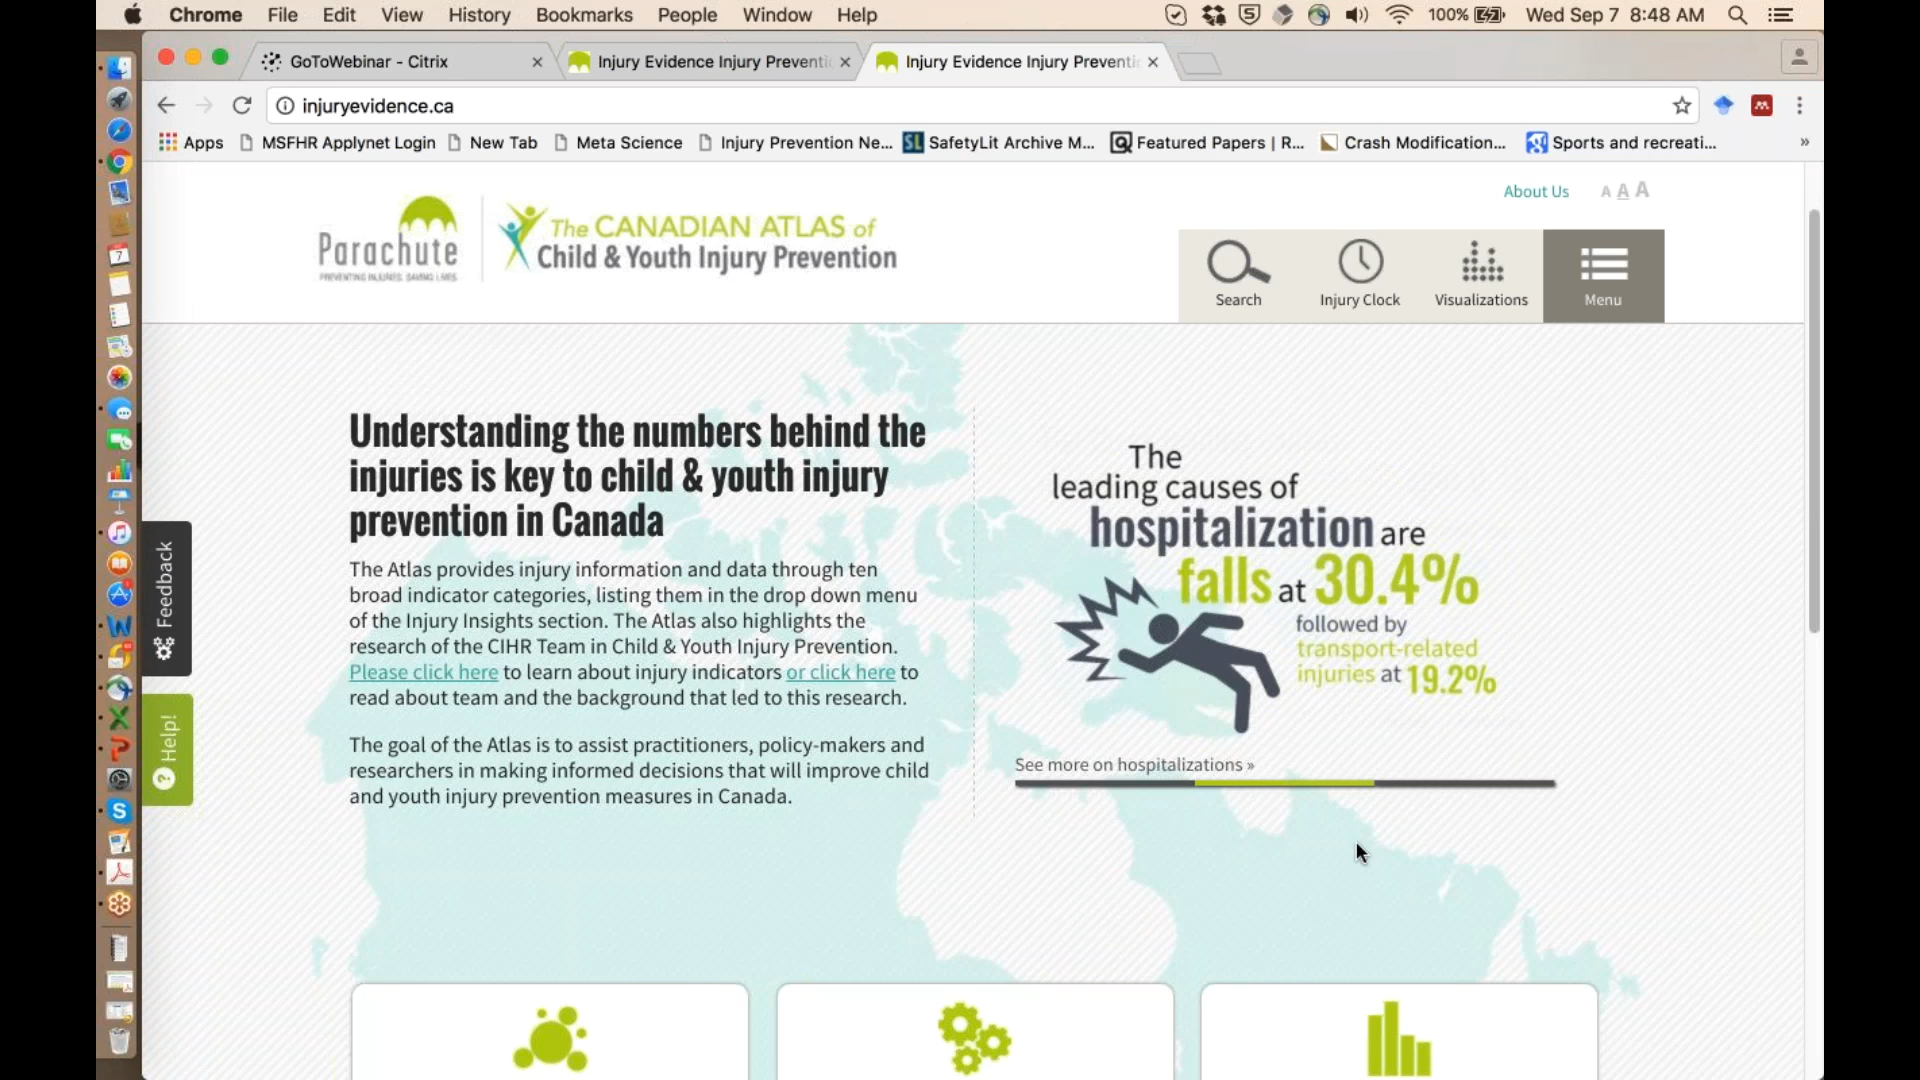 Chrome File Edit View History Bookmarks People Window Help
100% Wed Sep 7 8:48 AM
GoToWebinar - Citrix
Injury Evidence Injury Preventi
Injury Evidence Injury Preventi
injuryevidence.ca
Apps MSFHR Applynet Login New Tab Meta Science Injury Prevention Ne... SafetyLit Archive M... Featured Papers | R... Crash Modification... Sports and recreati... »
About Us A A A
Parachute
PREVENTING INJURIES. SAVING LIVES.
The CANADIAN ATLAS of
Child & Youth Injury Prevention
Search Injury Clock Visualizations Menu
Understanding the numbers behind the
injuries is key to child & youth injury
prevention in Canada
The Atlas provides injury information and data through ten
broad indicator categories, listing them in the drop down menu
of the Injury Insights section. The Atlas also highlights the
research of the CIHR Team in Child & Youth Injury Prevention.
Please click here to learn about injury indicators or click here to
read about team and the background that led to this research.
The goal of the Atlas is to assist practitioners, policy-makers and
researchers in making informed decisions that will improve child
and youth injury prevention measures in Canada.
The
leading causes of
hospitalization are
falls at 30.4%
followed by
transport-related
injuries at 19.2%
See more on hospitalizations »
Feedback
Help!